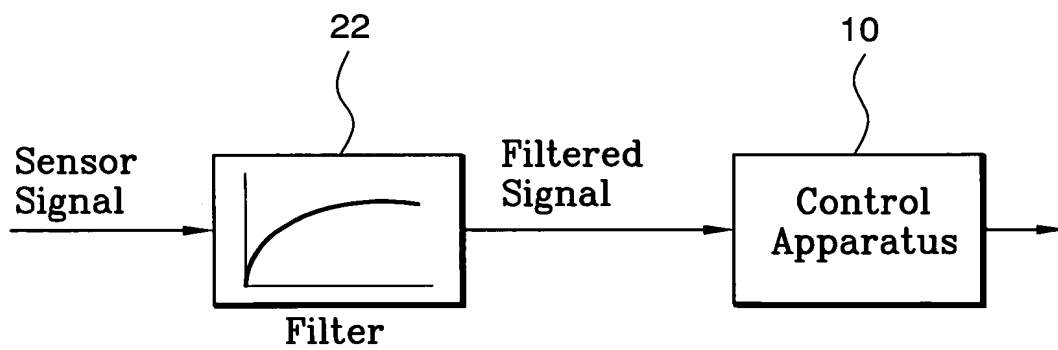 22
10
Sensor
Signal
Filter
Filtered
Signal
Control
Apparatus